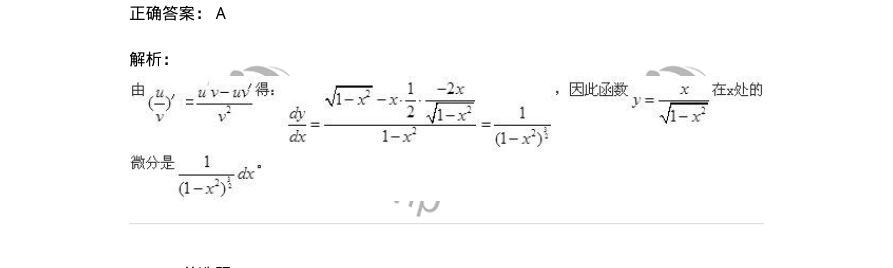 正确答案： A
解析：
由 (u/v)′ = (u′v−uv′)/v² 得： dy/dx = (√(1−x²) − x·1/2·(−2x)/√(1−x²))/(1−x²) = 1/(1−x²)^(3/2) ，因此函数 y = x/√(1−x²) 在x处的
微分是 1/(1−x²)^(3/2) dx。